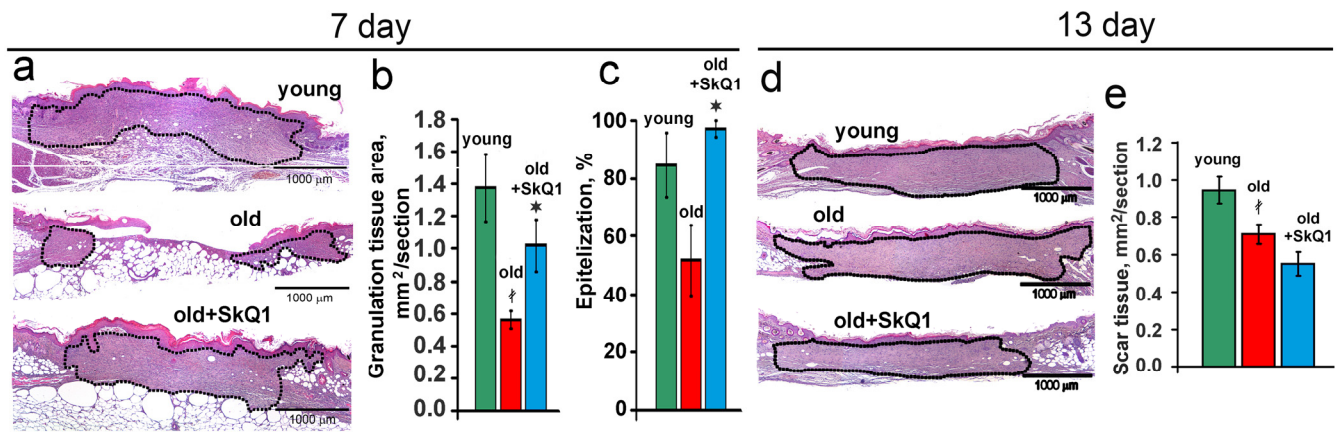 7 day
13 day
a
young
1000 µm
old
1000 µm
old+SkQ1
1000 µm
b
Granulation tissue area,
mm²/section
1.8
1.6
1.4
1.2
1.0
0.8
0.6
0.4
0.2
0.0
young
old
∤
old
+SkQ1
✶
c
Epitelization, %
100
80
60
40
20
0
young
old
old
+SkQ1
✶
d
young
1000 µm
old
1000 µm
old+SkQ1
1000 µm
e
Scar tissue, mm²/section
1.2
1.0
0.8
0.6
0.4
0.2
0.0
young
old
∤
old
+SkQ1